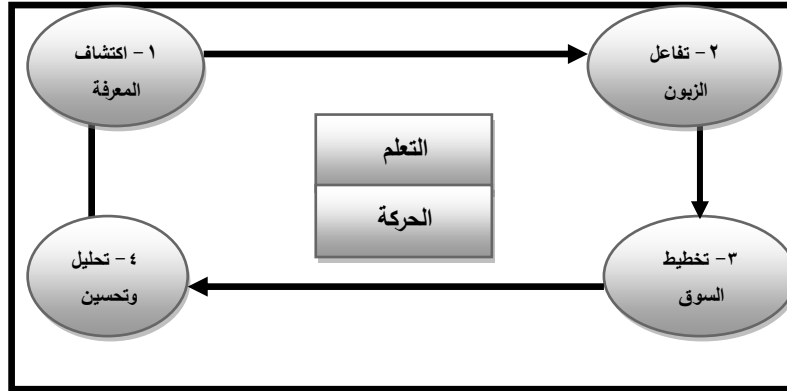 ١- اكتشاف
المعرفة
٢- تفاعل
الزبون
التعلم
الحركة
٣- تخطيط
السوق
٤- تحليل
وتحسين